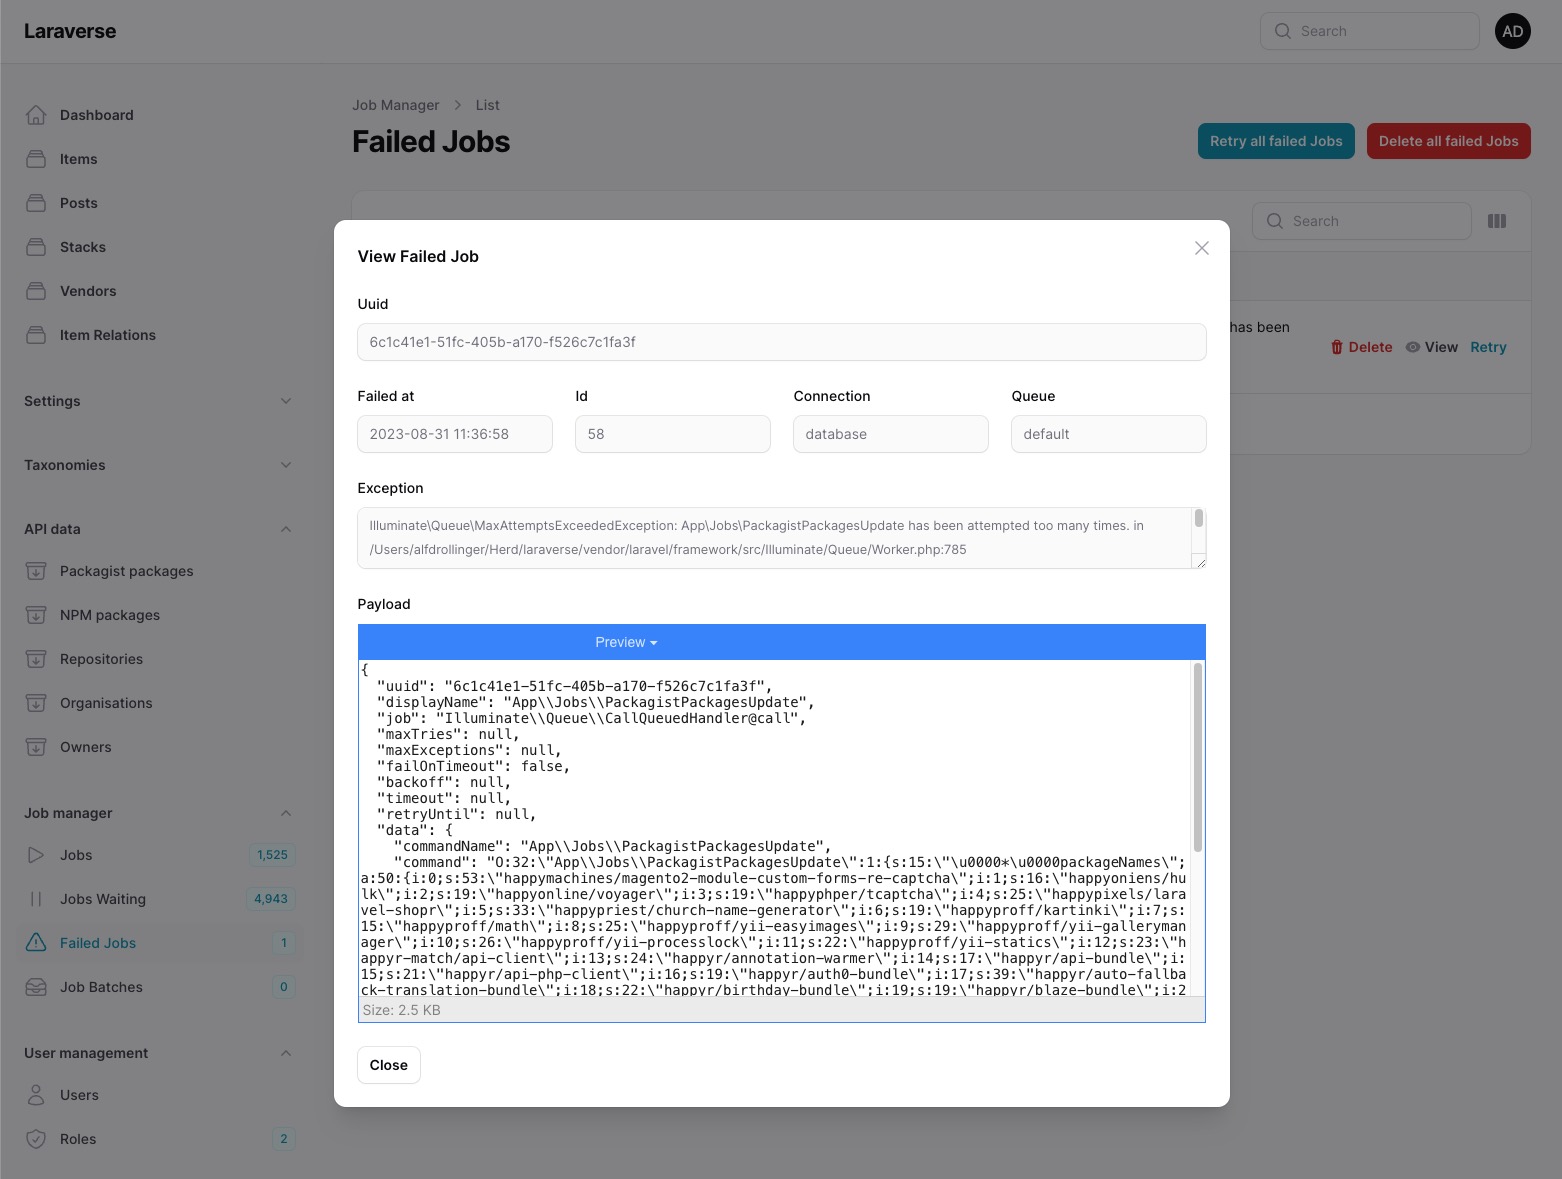 Laraverse
Search
AD
Dashboard
Items
Posts
Stacks
Vendors
Item Relations
Settings
Taxonomies
API data
Packagist packages
NPM packages
Repositories
Organisations
Owners
Job manager
Jobs 1,525
Jobs Waiting 4,943
Failed Jobs 1
Job Batches 0
User management
Users
Roles 2
Job Manager > List
Failed Jobs
Retry all failed Jobs
Delete all failed Jobs
Search
has been
Delete View Retry
View Failed Job
Uuid
6c1c41e1-51fc-405b-a170-f526c7c1fa3f
Failed at Id Connection Queue
2023-08-31 11:36:58 58 database default
Exception
Illuminate\Queue\MaxAttemptsExceededException: App\Jobs\PackagistPackagesUpdate has been attempted too many times. in
/Users/alfdrollinger/Herd/laraverse/vendor/laravel/framework/src/Illuminate/Queue/Worker.php:785
Payload
Preview
{
"uuid": "6c1c41e1-51fc-405b-a170-f526c7c1fa3f",
"displayName": "App\\Jobs\\PackagistPackagesUpdate",
"job": "Illuminate\\Queue\\CallQueuedHandler@call",
"maxTries": null,
"maxExceptions": null,
"failOnTimeout": false,
"backoff": null,
"timeout": null,
"retryUntil": null,
"data": {
"commandName": "App\\Jobs\\PackagistPackagesUpdate",
"command": "O:32:\"App\\Jobs\\PackagistPackagesUpdate\":1:{s:15:\"\u0000*\u0000packageNames\";
a:50:{i:0;s:53:\"happymachines/magento2-module-custom-forms-re-captcha\";i:1;s:16:\"happyoniens/hu
lk\";i:2;s:19:\"happyonline/voyager\";i:3;s:19:\"happyphper/tcaptcha\";i:4;s:25:\"happypixels/lara
vel-shopr\";i:5;s:33:\"happypriest/church-name-generator\";i:6;s:19:\"happyproff/kartinki\";i:7;s:
15:\"happyproff/math\";i:8;s:25:\"happyproff/yii-easyimages\";i:9;s:29:\"happyproff/yii-galleryman
ager\";i:10;s:26:\"happyproff/yii-processlock\";i:11;s:22:\"happyproff/yii-statics\";i:12;s:23:\"h
appyr-match/api-client\";i:13;s:24:\"happyr/annotation-warmer\";i:14;s:17:\"happyr/api-bundle\";i:
15;s:21:\"happyr/api-php-client\";i:16;s:19:\"happyr/auth0-bundle\";i:17;s:39:\"happyr/auto-fallba
ck-translation-bundle\";i:18;s:22:\"happyr/birthday-bundle\";i:19;s:19:\"happyr/blaze-bundle\";i:2
Size: 2.5 KB
Close